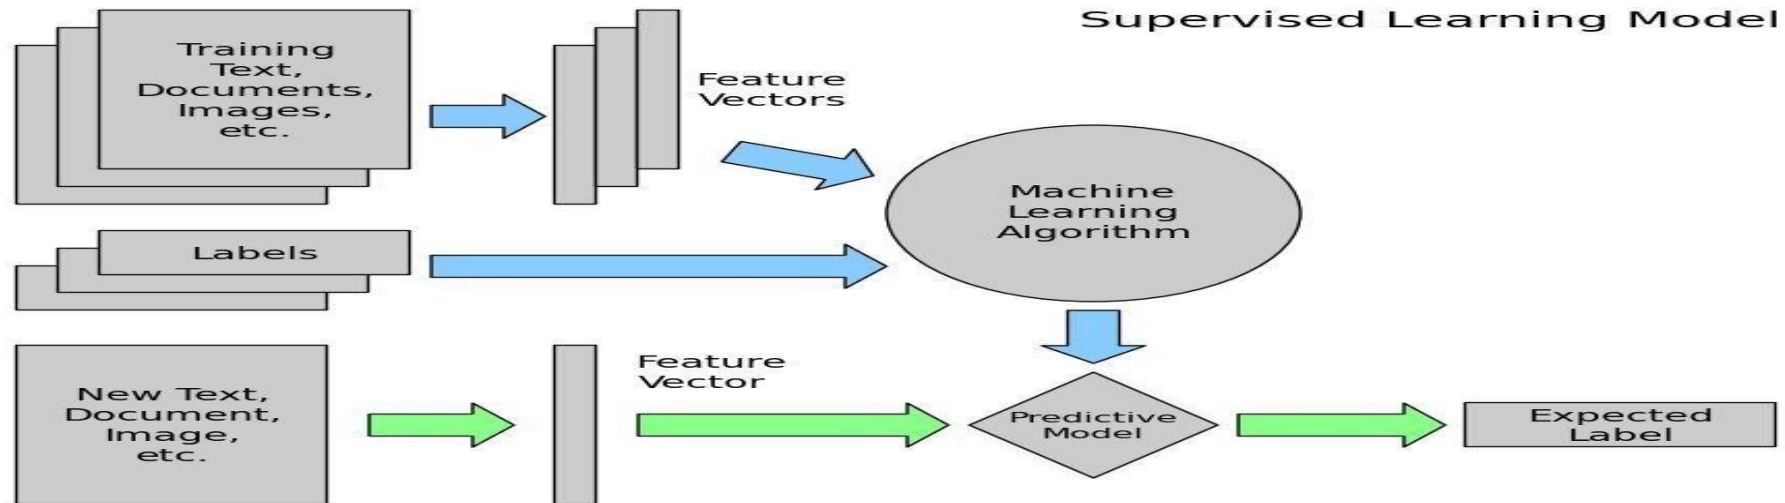 Supervised Learning Model
Training
Text,
Documents,
Images,
etc.
Feature
Vectors
Machine
Learning
Algorithm
Labels
New Text,
Document,
Image,
etc.
Feature
Vector
Predictive
Model
Expected
Label